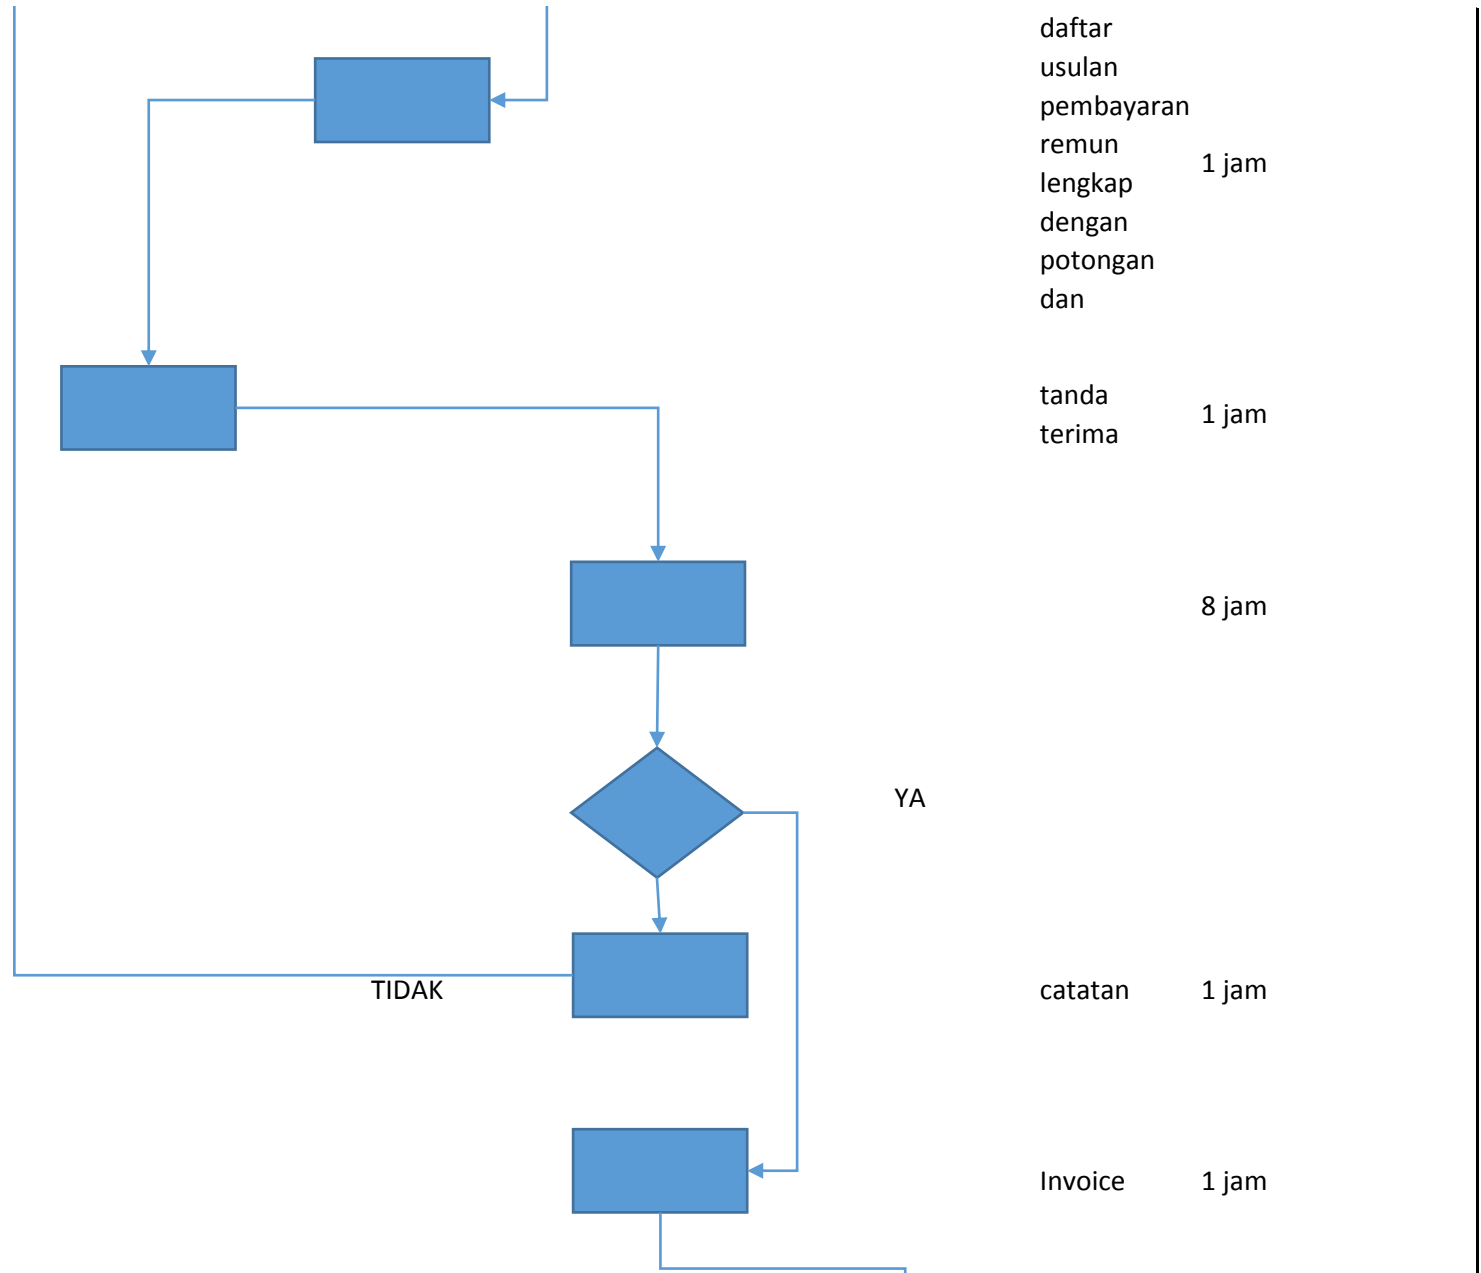 daftar
usulan
pembayaran
remun
lengkap
dengan
potongan
dan
1 jam
tanda
terima
1 jam
8 jam
YA
TIDAK
catatan
1 jam
Invoice
1 jam